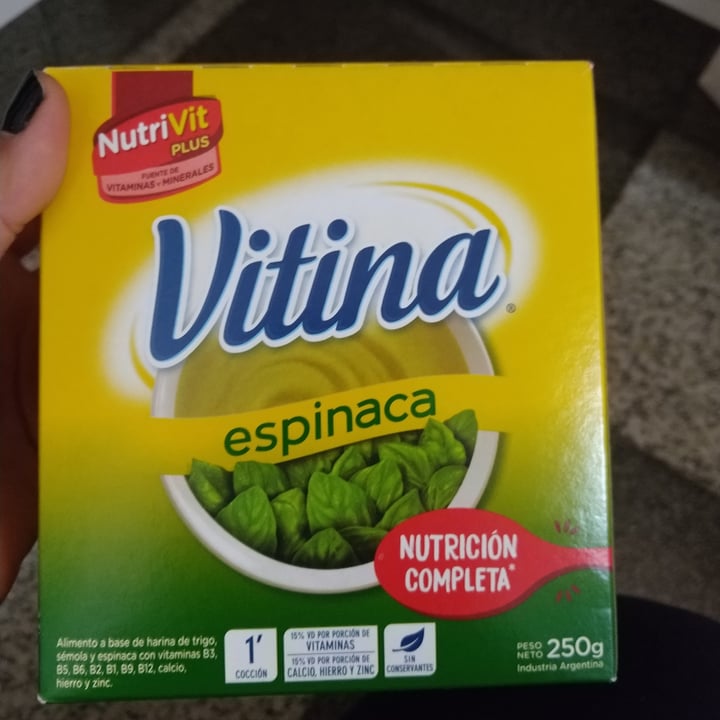 NutriVit
PLUS
FUENTE DE
VITAMINAS Y MINERALES
Vitina®
espinaca
NUTRICIÓN
COMPLETA*
Alimento a base de harina de trigo,
sémola y espinaca con vitaminas B3,
B5, B6, B2, B1, B9, B12, calcio,
hierro y zinc.
1'
COCCIÓN
15% VD POR PORCIÓN DE
VITAMINAS
15% VD POR PORCIÓN DE
CALCIO, HIERRO Y ZINC
SIN
CONSERVANTES
PESO
NETO 250g
Industria Argentina